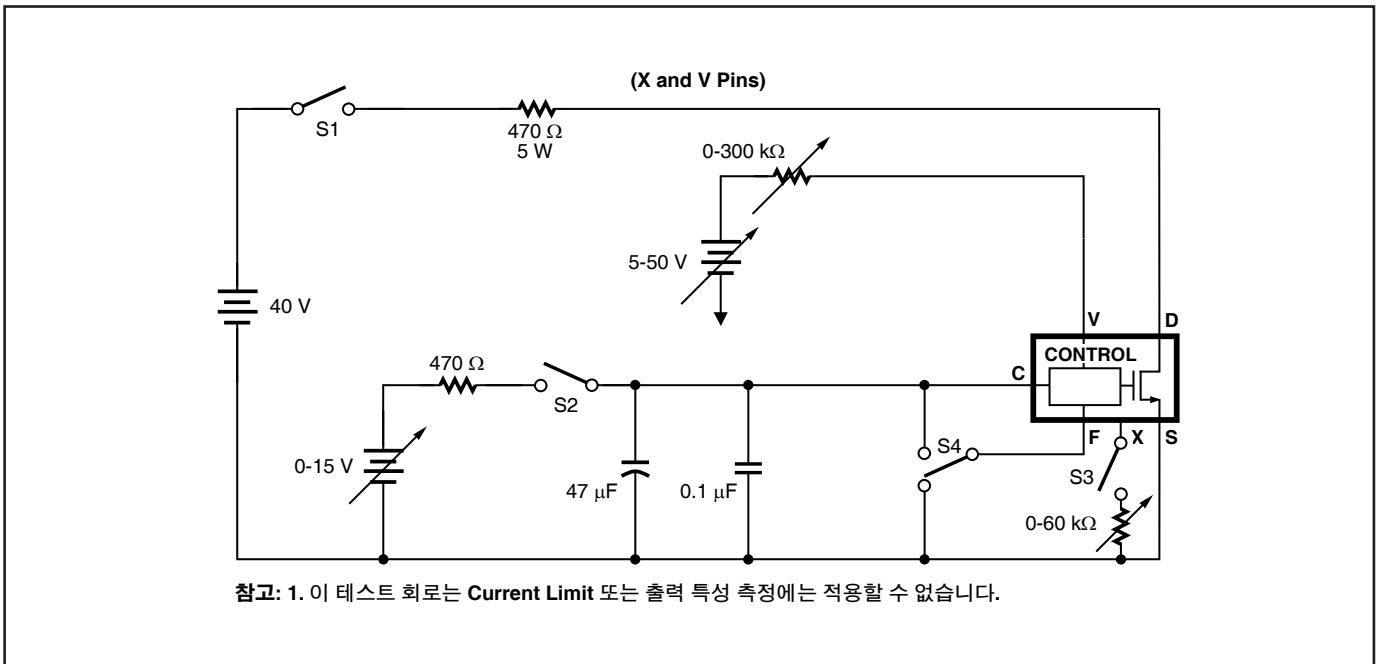 (X and V Pins)
S1
470 Ω
5 W
0-300 kΩ
5-50 V
40 V
V
D
CONTROL
C
470 Ω
S2
F
X
S
S4
S3
0-15 V
47 μF
0.1 μF
0-60 kΩ
참고: 1. 이 테스트 회로는 Current Limit 또는 출력 특성 측정에는 적용할 수 없습니다.